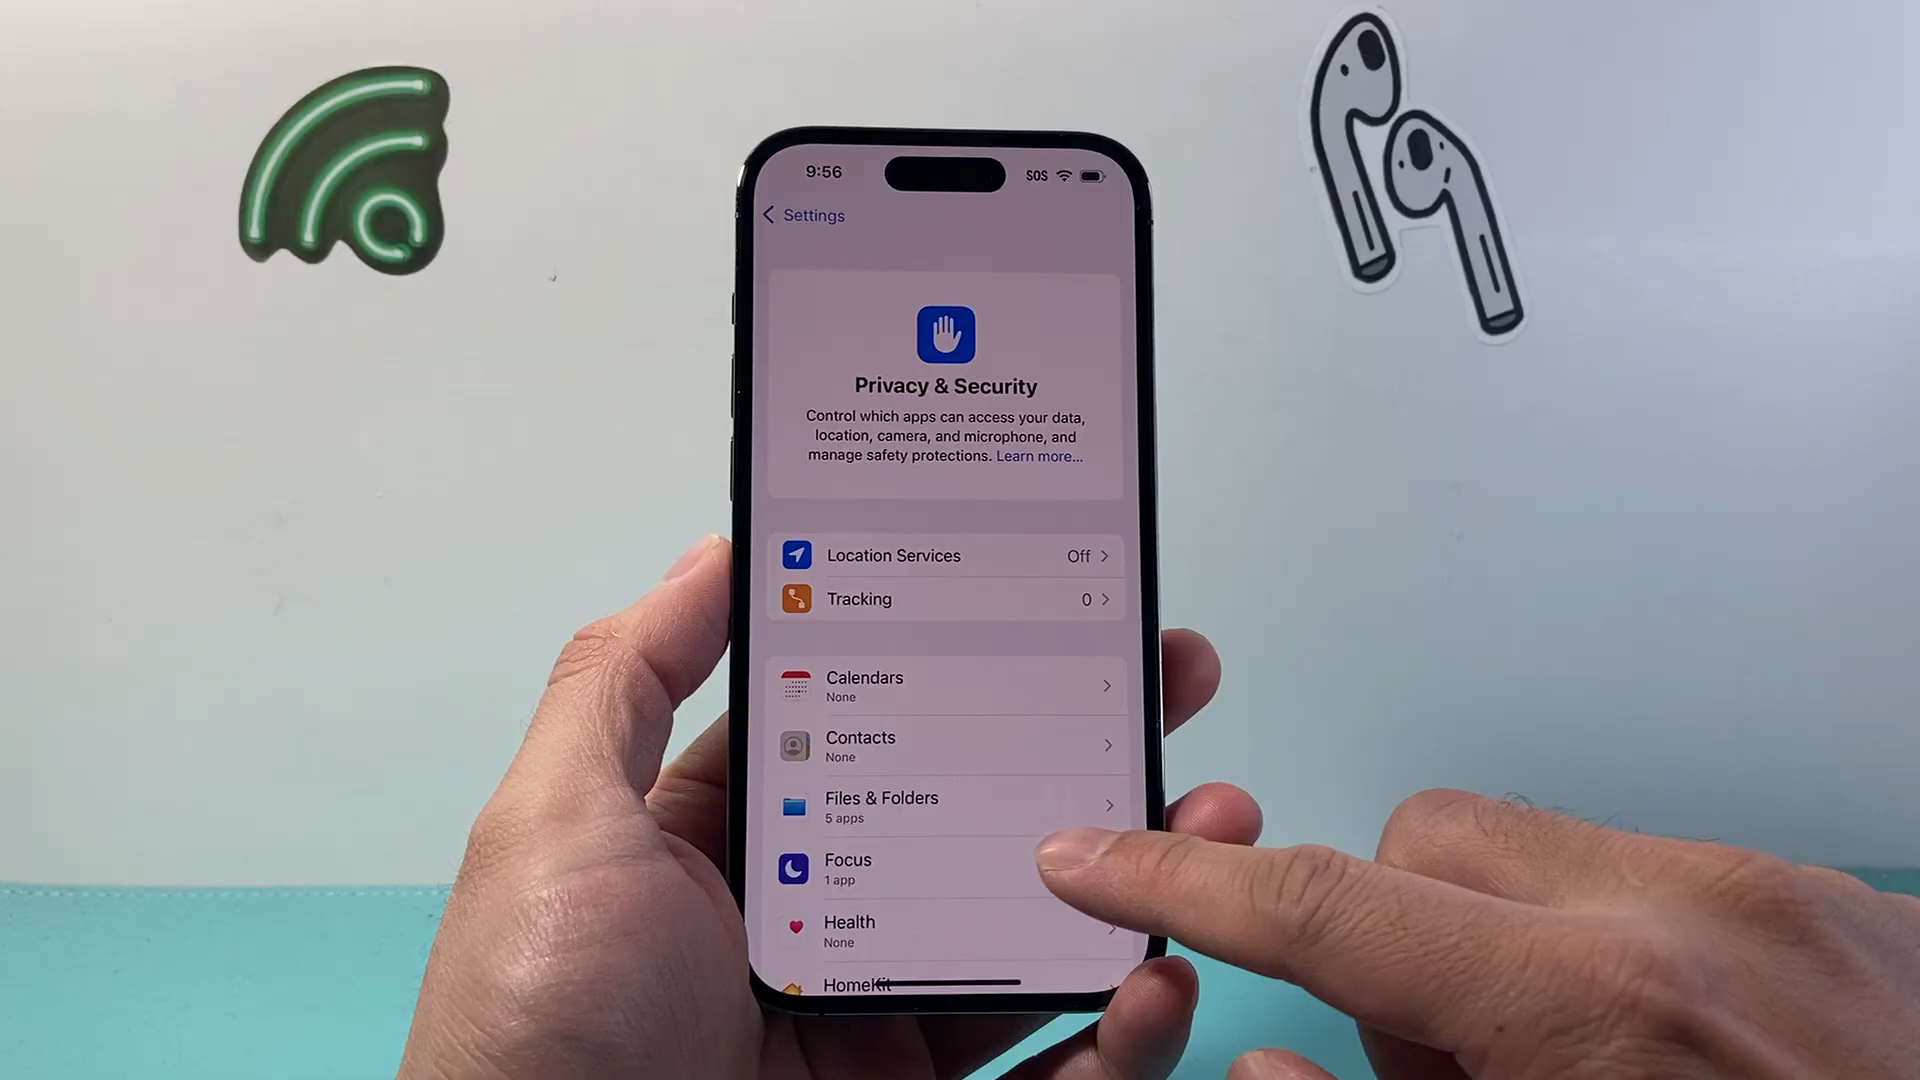 9:56
SOS
Settings
Privacy & Security
Control which apps can access your data,
location, camera, and microphone, and
manage safety protections. Learn more...
Location Services Off
Tracking 0
Calendars
None
Contacts
None
Files & Folders
5 apps
Focus
1 app
Health
None
HomeKit